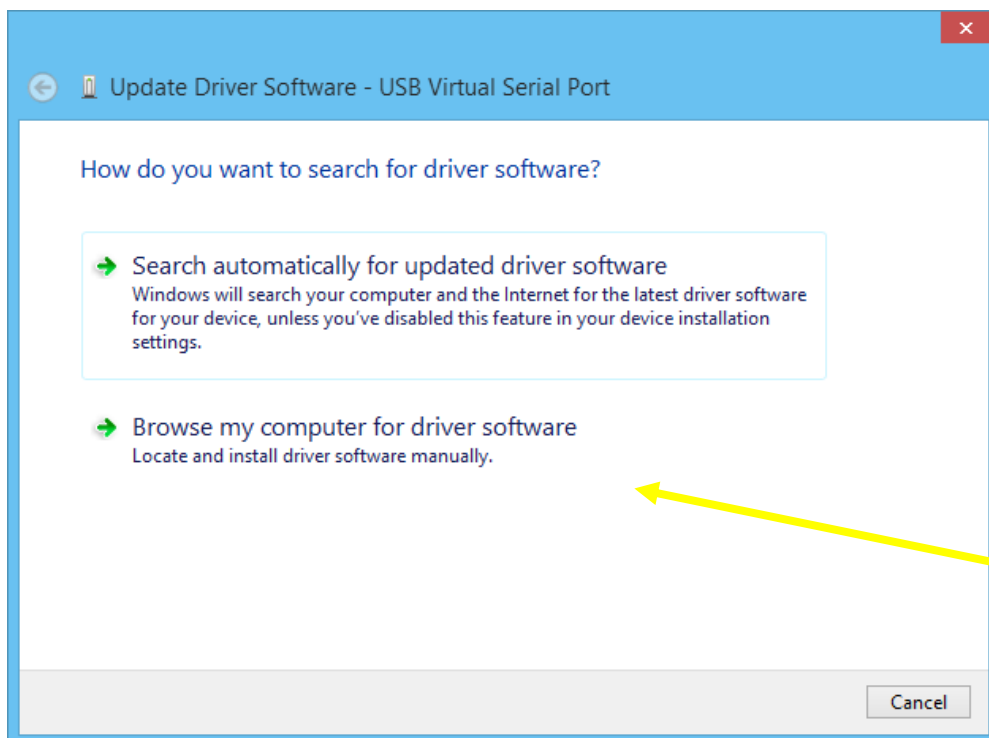 Update Driver Software - USB Virtual Serial Port
How do you want to search for driver software?
Search automatically for updated driver software
Windows will search your computer and the Internet for the latest driver software
for your device, unless you've disabled this feature in your device installation
settings.
Browse my computer for driver software
Locate and install driver software manually.
Cancel